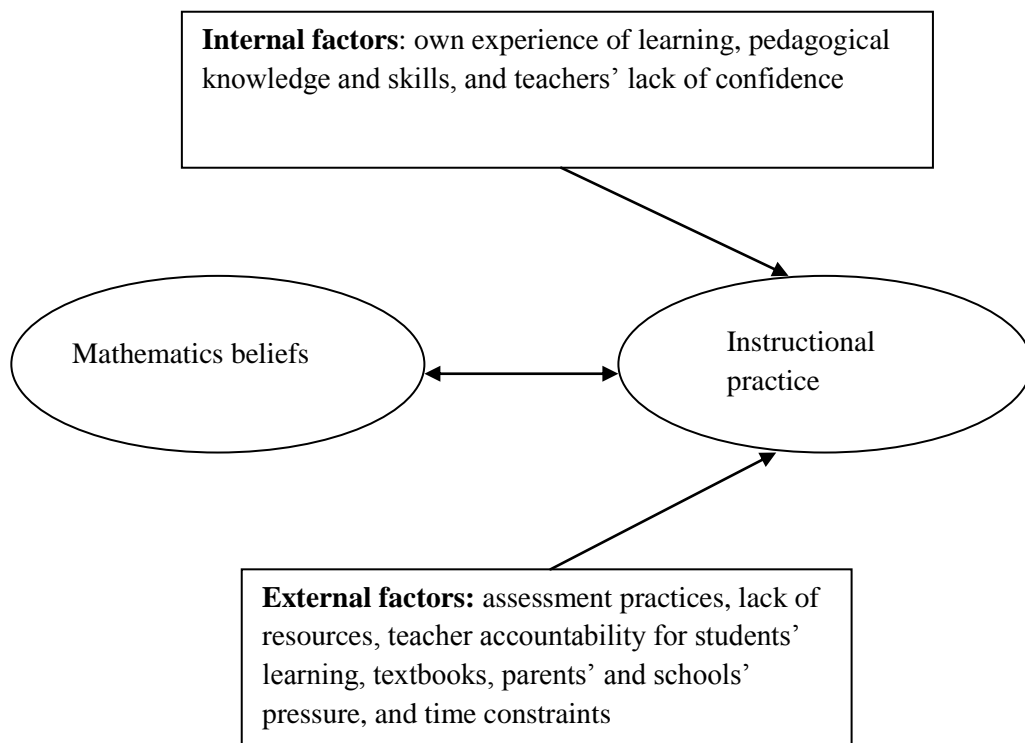 Internal factors: own experience of learning, pedagogical
knowledge and skills, and teachers’ lack of confidence
Mathematics beliefs
Instructional
practice
External factors: assessment practices, lack of
resources, teacher accountability for students’
learning, textbooks, parents’ and schools’
pressure, and time constraints